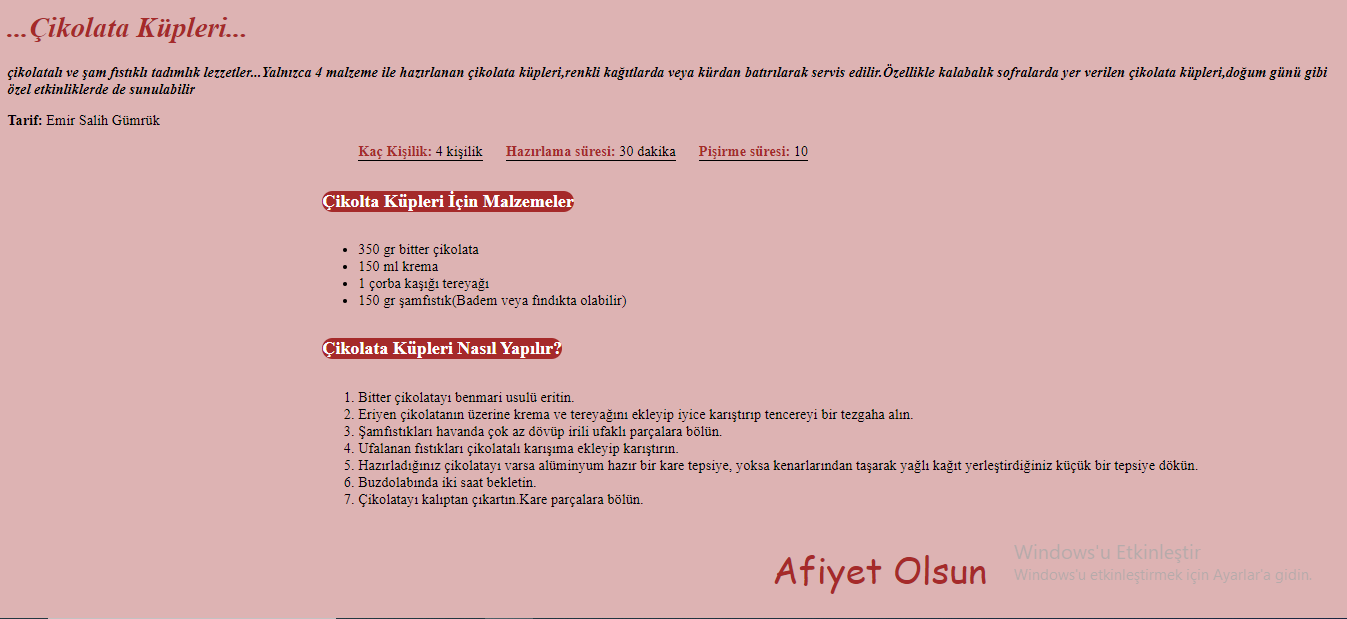 ...Çikolata Küpleri...
çikolatalı ve şam fıstıklı tadımlık lezzetler...Yalnızca 4 malzeme ile hazırlanan çikolata küpleri,renkli kağıtlarda veya kürdan batırılarak servis edilir.Özellikle kalabalık sofralarda yer verilen çikolata küpleri,doğum günü gibi
özel etkinliklerde de sunulabilir
Tarif: Emir Salih Gümrük
Kaç Kişilik: 4 kişilik Hazırlama süresi: 30 dakika Pişirme süresi: 10
Çikolta Küpleri İçin Malzemeler
• 350 gr bitter çikolata
• 150 ml krema
• 1 çorba kaşığı tereyağı
• 150 gr şamfıstık(Badem veya fındıkta olabilir)
Çikolata Küpleri Nasıl Yapılır?
1. Bitter çikolatayı benmari usulü eritin.
2. Eriyen çikolatanın üzerine krema ve tereyağını ekleyip iyice karıştırıp tencereyi bir tezgaha alın.
3. Şamfıstıkları havanda çok az dövüp irili ufaklı parçalara bölün.
4. Ufalanan fıstıkları çikolatalı karışıma ekleyip karıştırın.
5. Hazırladığınız çikolatayı varsa alüminyum hazır bir kare tepsiye, yoksa kenarlarından taşarak yağlı kağıt yerleştirdiğiniz küçük bir tepsiye dökün.
6. Buzdolabında iki saat bekletin.
7. Çikolatayı kalıptan çıkartın.Kare parçalara bölün.
Afiyet Olsun
Windows'u Etkinleştir
Windows'u etkinleştirmek için Ayarlar'a gidin.